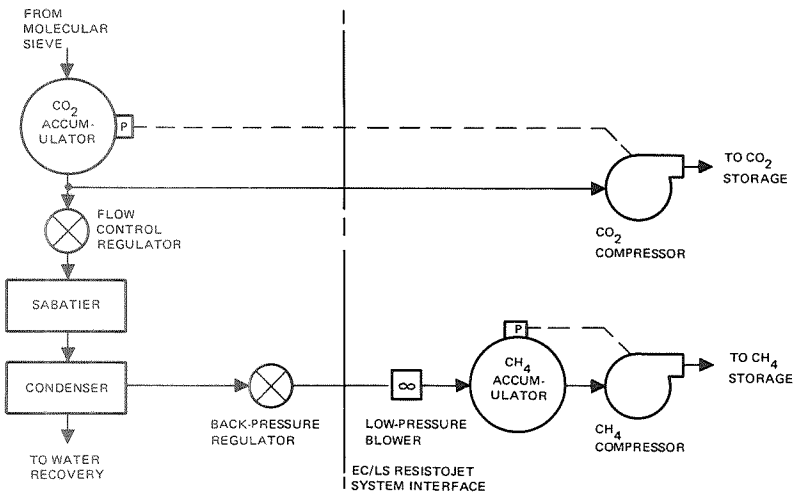 FROM
MOLECULAR
SIEVE
CO2
ACCUM-
ULATOR
P
TO CO2
STORAGE
FLOW
CONTROL
REGULATOR
CO2
COMPRESSOR
SABATIER
P
CH4
ACCUM-
ULATOR
TO CH4
STORAGE
CONDENSER
∞
BACK-PRESSURE
REGULATOR
LOW-PRESSURE
BLOWER
CH4
COMPRESSOR
TO WATER
RECOVERY
EC/LS RESISTOJET
SYSTEM INTERFACE